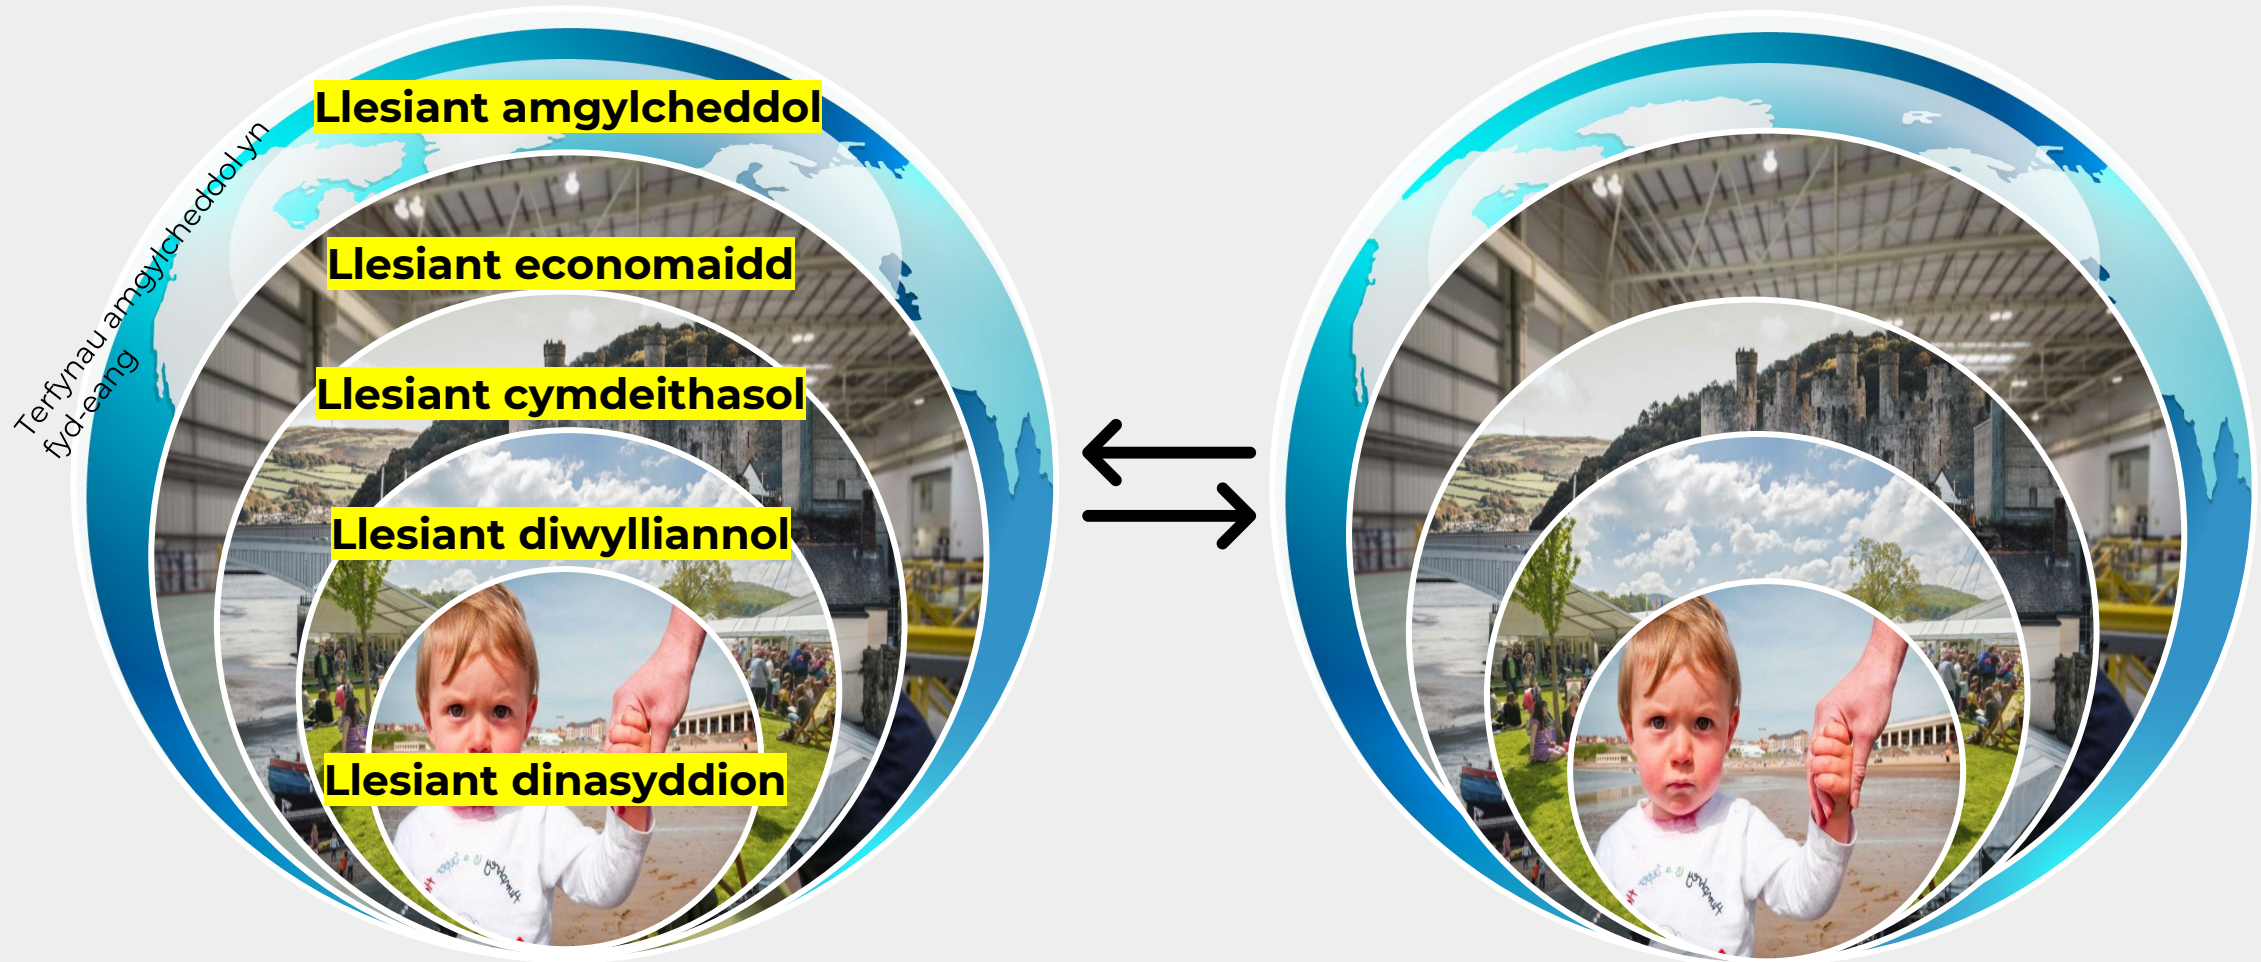 Llesiant amgylcheddol
Terfynau amgylcheddol yn
fyd-eang
Llesiant economaidd
Llesiant cymdeithasol
Llesiant diwylliannol
Llesiant dinasyddion